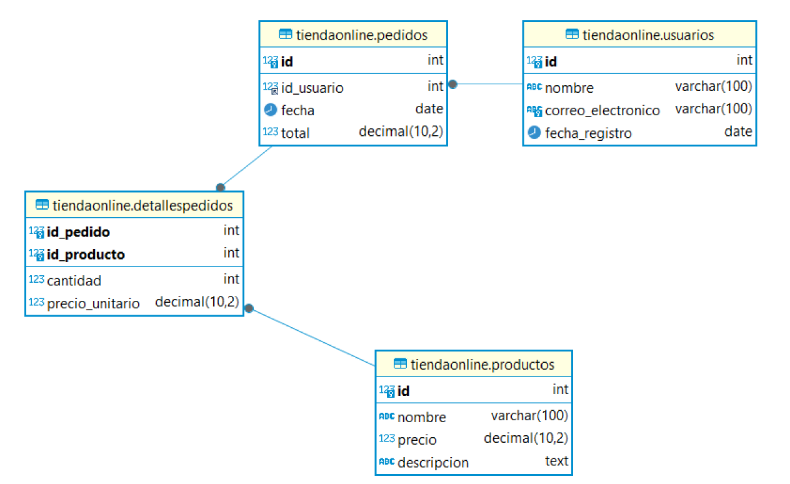 tiendaonline.pedidos
123 id int
123 id_usuario int
fecha date
123 total decimal(10,2)
tiendaonline.usuarios
123 id int
ABC nombre varchar(100)
ABC correo_electronico varchar(100)
fecha_registro date
tiendaonline.detallespedidos
123 id_pedido int
123 id_producto int
123 cantidad int
123 precio_unitario decimal(10,2)
tiendaonline.productos
123 id int
ABC nombre varchar(100)
123 precio decimal(10,2)
ABC descripcion text